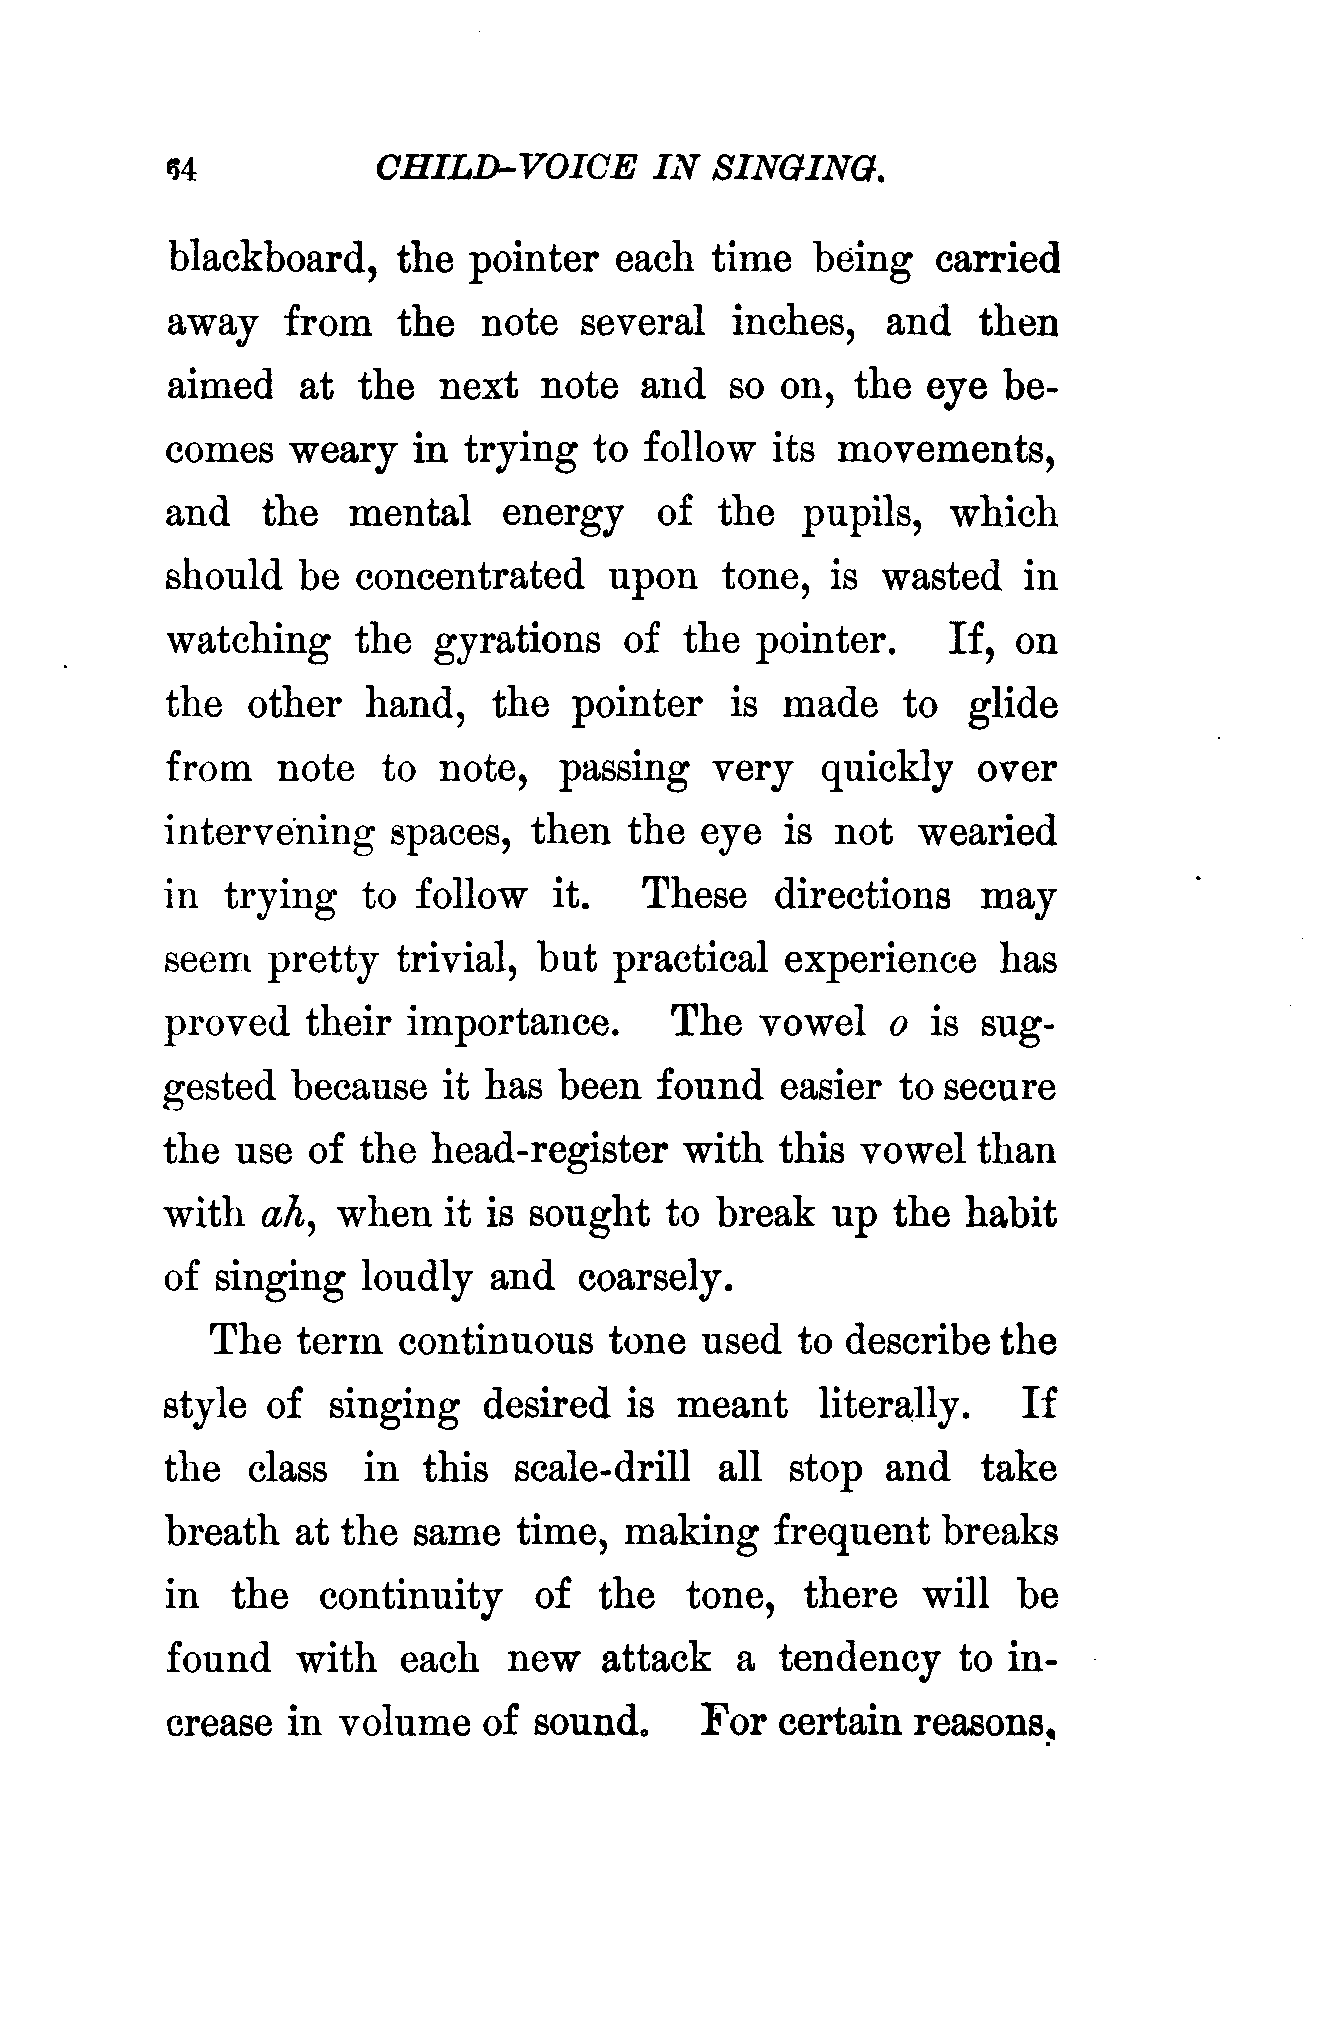 64 CHILD-VOICE IN SINGING.
blackboard, the pointer each time being carried
away from the note several inches, and then
aimed at the next note and so on, the eye be-
comes weary in trying to follow its movements,
and the mental energy of the pupils, which
should be concentrated upon tone, is wasted in
watching the gyrations of the pointer. If, on
the other hand, the pointer is made to glide
from note to note, passing very quickly over
intervening spaces, then the eye is not wearied
in trying to follow it. These directions may
seem pretty trivial, but practical experience has
proved their importance. The vowel o is sug-
gested because it has been found easier to secure
the use of the head-register with this vowel than
with ah, when it is sought to break up the habit
of singing loudly and coarsely.
The term continuous tone used to describe the
style of singing desired is meant literally. If
the class in this scale-drill all stop and take
breath at the same time, making frequent breaks
in the continuity of the tone, there will be
found with each new attack a tendency to in-
crease in volume of sound. For certain reasons,